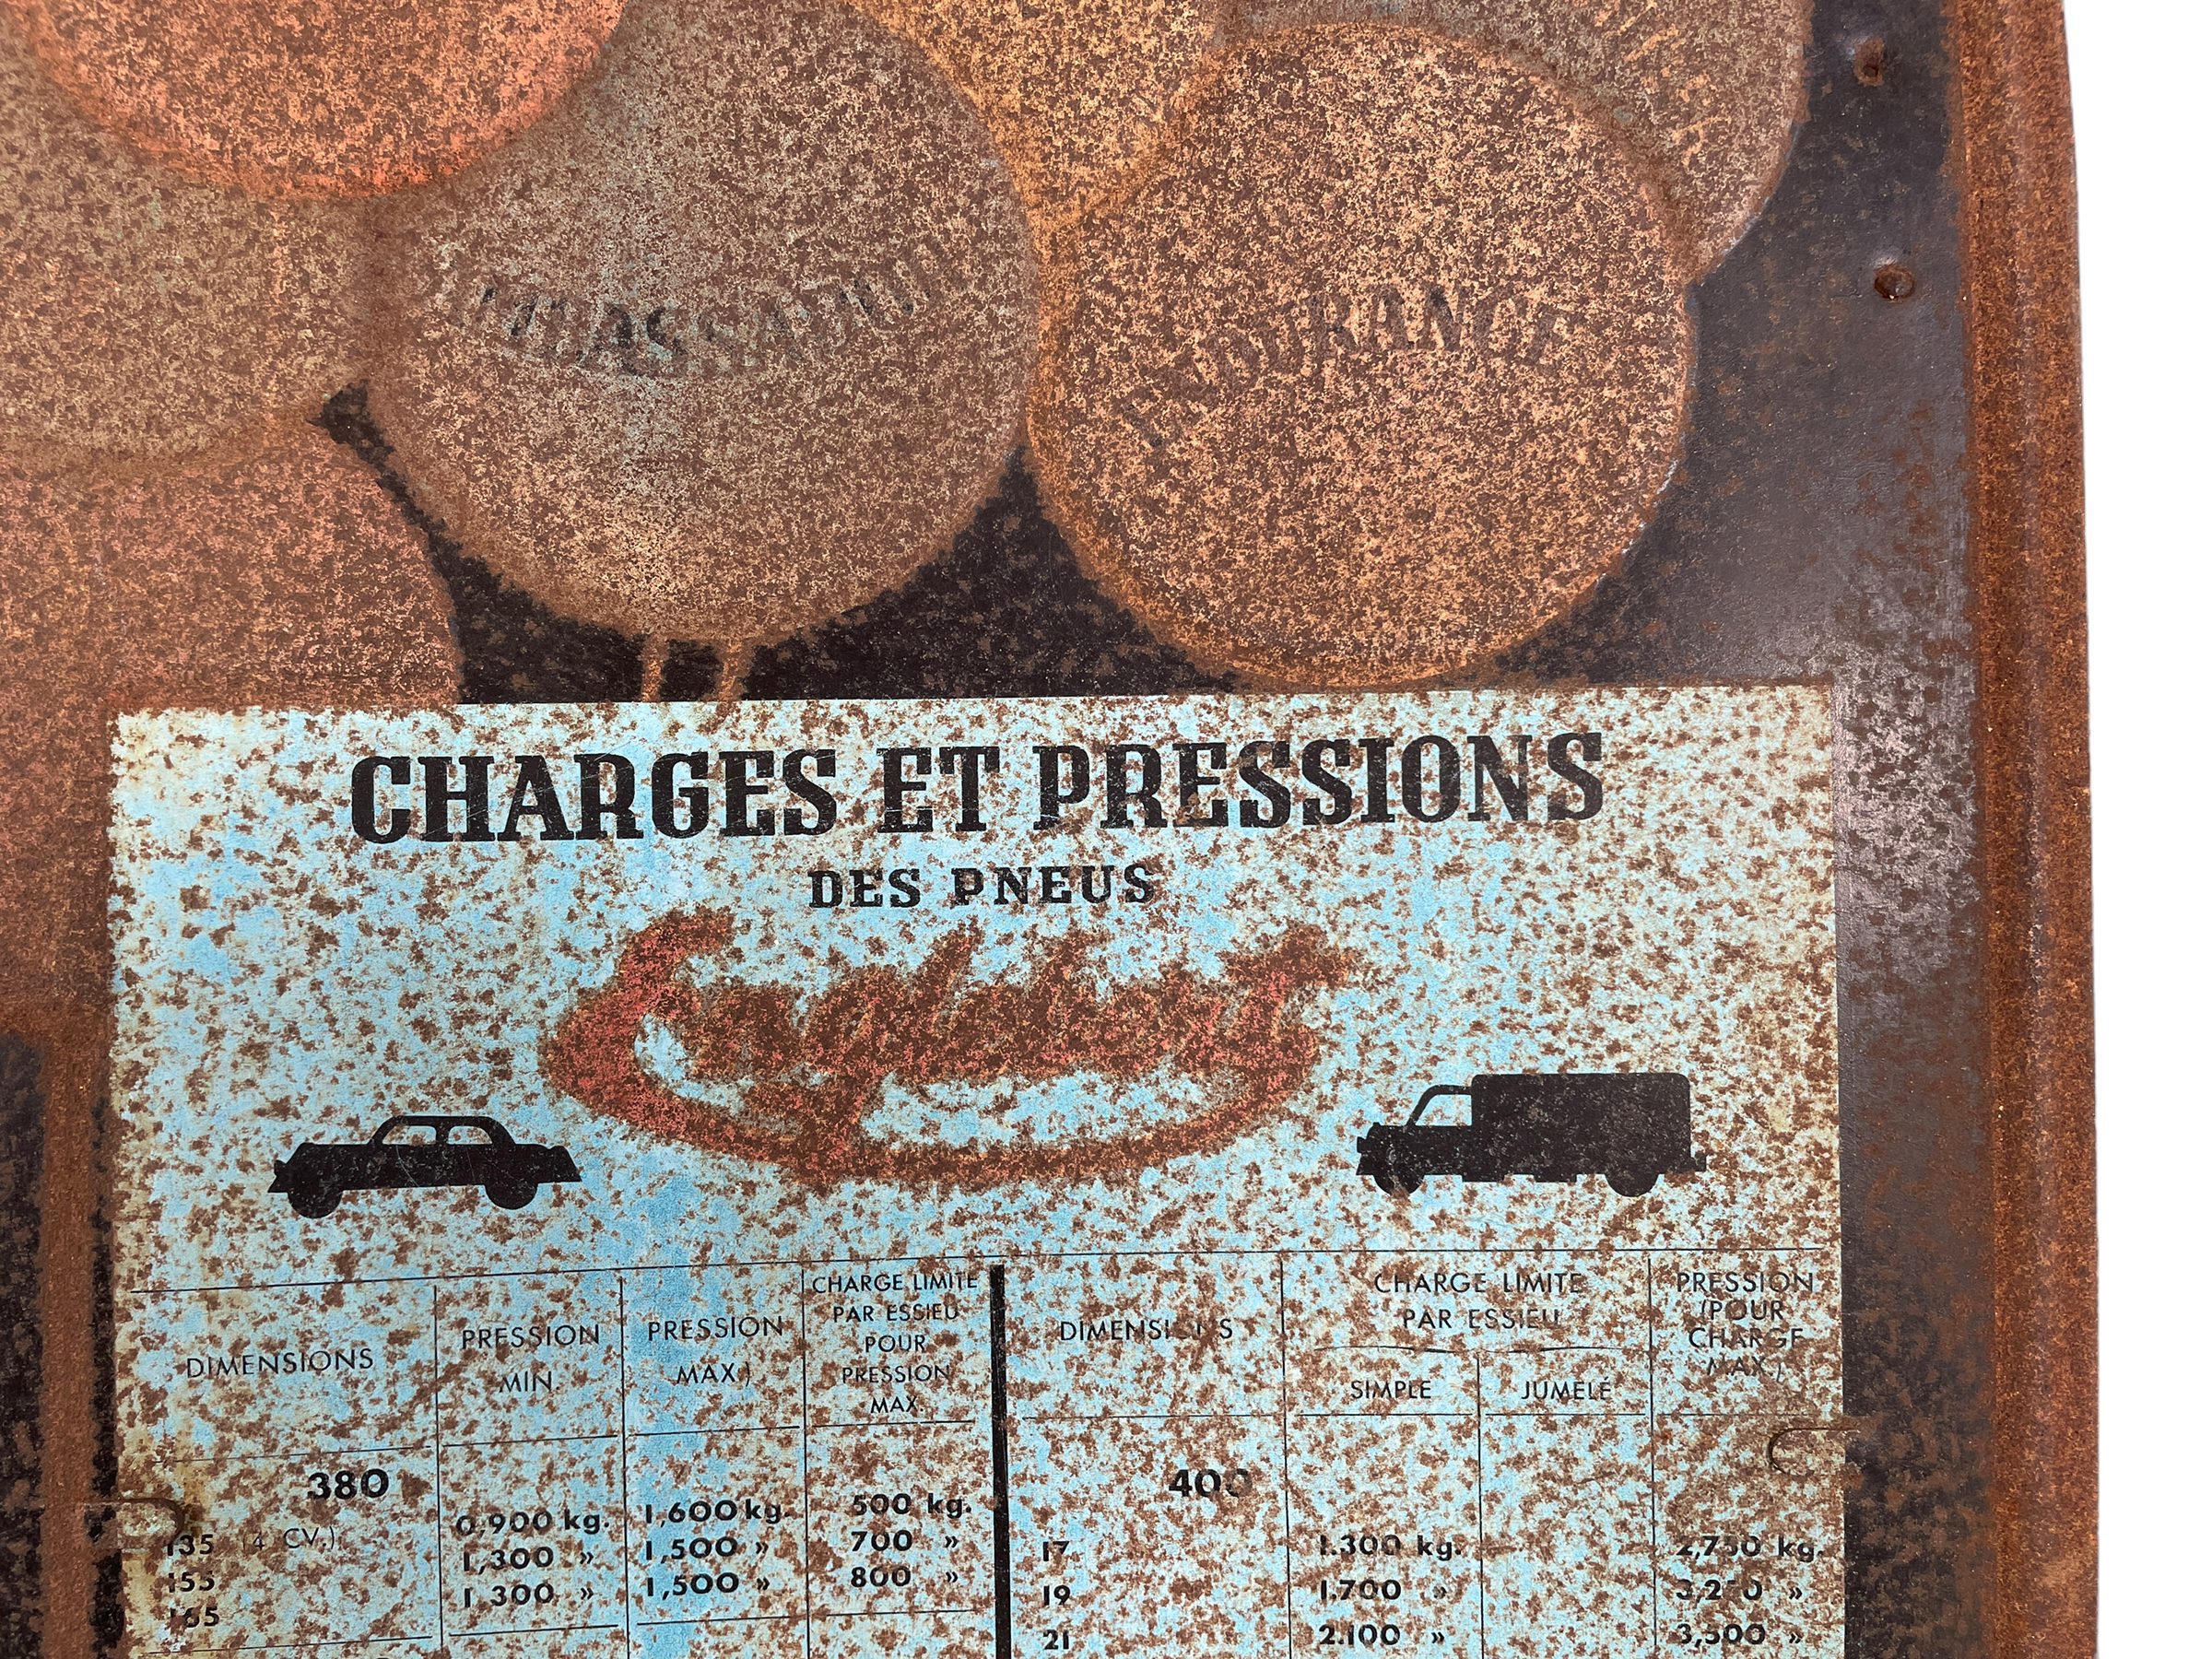 ENDURANCE
CHARGES ET PRESSIONS
DES PNEUS
Englebert
DIMENSIONS
PRESSION
MIN.
PRESSION
MAX.)
CHARGE LIMITE
PAR ESSIEU
POUR
PRESSION
MAX.
DIMENSIONS
CHARGE LIMITE
PAR ESSIEU
SIMPLE
JUMELÉ
PRESSION
(POUR
CHARGE
MAX.)
380
400
135 (4 CV.) 0,900 kg. 1,600 kg. 500 kg.
155 1,300 » 1,500 » 700 »
165 1 300 » 1,500 » 800 »
17 1.300 kg. 2,750 kg.
19 1.700 » 3,250 »
21 2.100 » 3,500 »